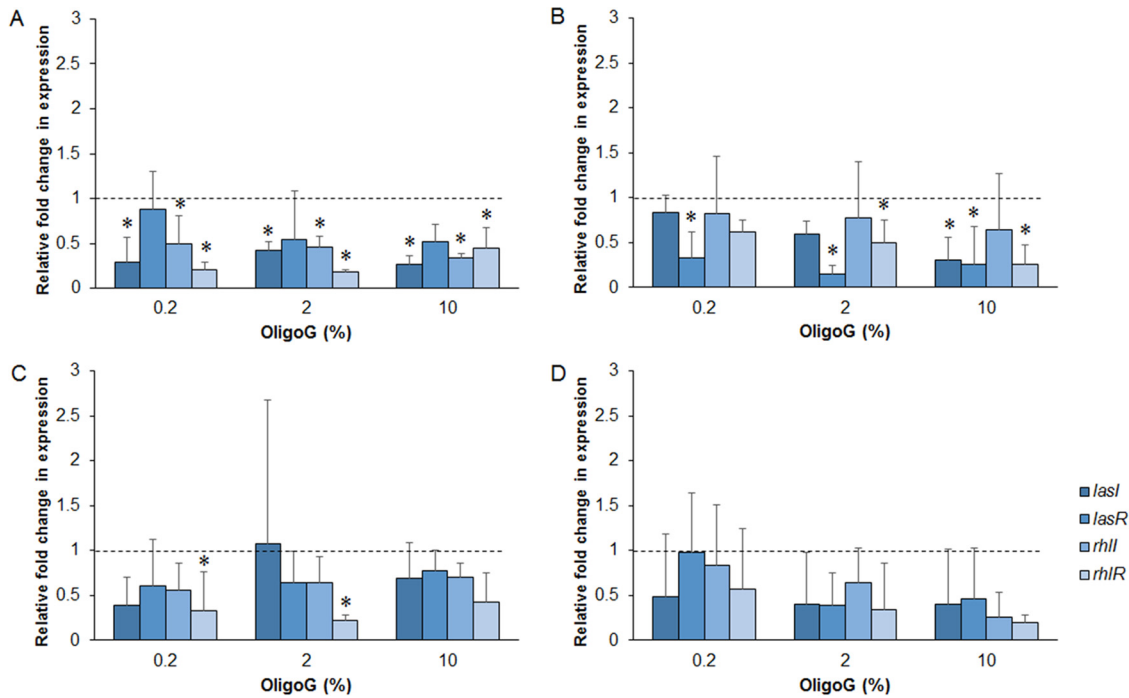 A
Relative fold change in expression
3
2.5
2
1.5
1
0.5
0
* * * * * * * * *
0.2 2 10
OligoG (%)
B
Relative fold change in expression
3
2.5
2
1.5
1
0.5
0
* * * * * *
0.2 2 10
OligoG (%)
C
Relative fold change in expression
3
2.5
2
1.5
1
0.5
0
* *
0.2 2 10
OligoG (%)
D
Relative fold change in expression
3
2.5
2
1.5
1
0.5
0
0.2 2 10
OligoG (%)
lasI
lasR
rhlI
rhlR